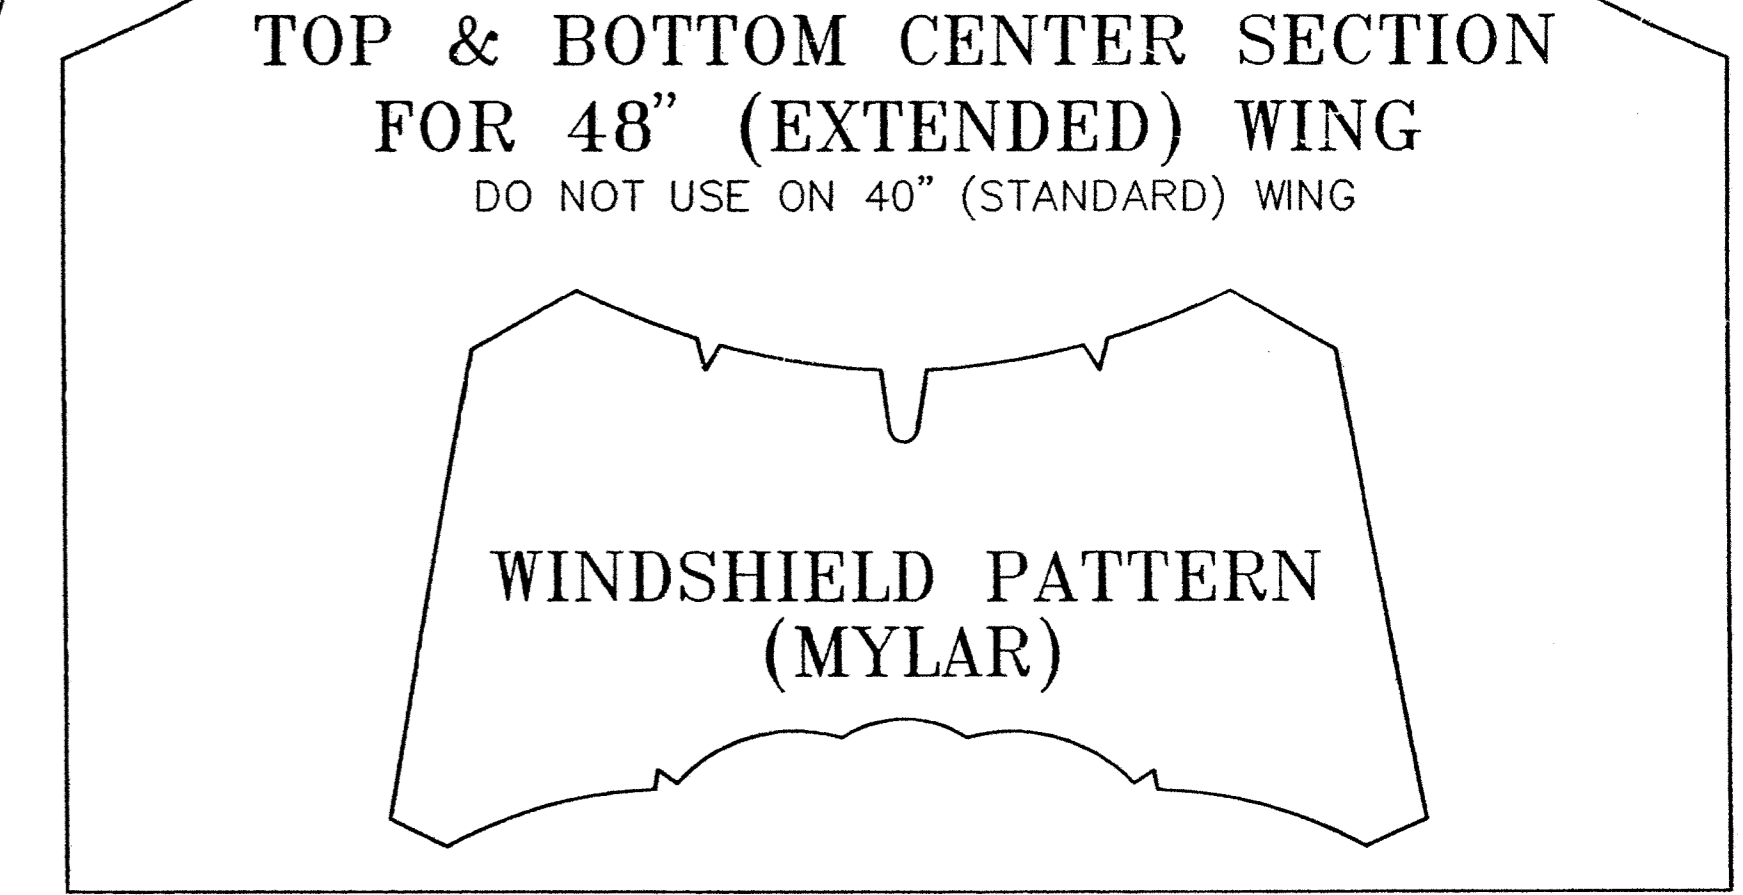 TOP & BOTTOM CENTER SECTION
FOR 48” (EXTENDED) WING
DO NOT USE ON 40” (STANDARD) WING
WINDSHIELD PATTERN
(MYLAR)